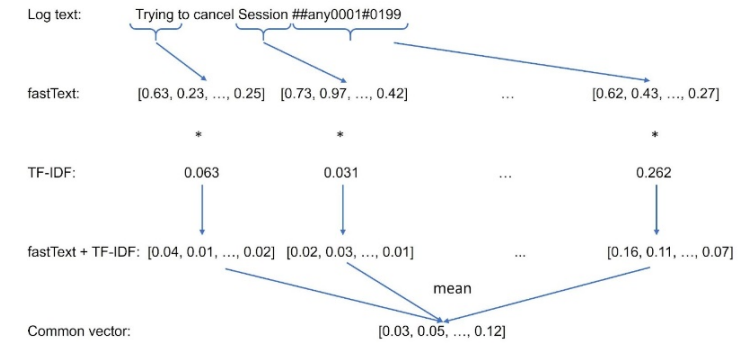 Log text: Trying to cancel Session ##any0001#0199
fastText: [0.63, 0.23, …, 0.25] [0.73, 0.97, …, 0.42] … [0.62, 0.43, …, 0.27]
* * *
TF-IDF: 0.063 0.031 … 0.262
fastText + TF-IDF: [0.04, 0.01, …, 0.02] [0.02, 0.03, …, 0.01] ... [0.16, 0.11, …, 0.07]
mean
Common vector: [0.03, 0.05, …, 0.12]